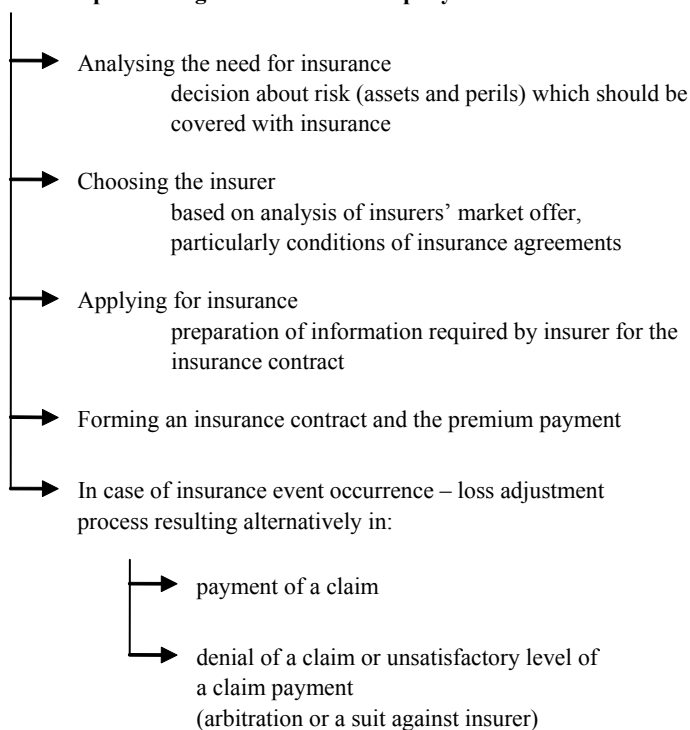 Analysing the need for insurance
decision about risk (assets and perils) which should be
covered with insurance
Choosing the insurer
based on analysis of insurers’ market offer,
particularly conditions of insurance agreements
Applying for insurance
preparation of information required by insurer for the
insurance contract
Forming an insurance contract and the premium payment
In case of insurance event occurrence – loss adjustment
process resulting alternatively in:
payment of a claim
denial of a claim or unsatisfactory level of
a claim payment
(arbitration or a suit against insurer)